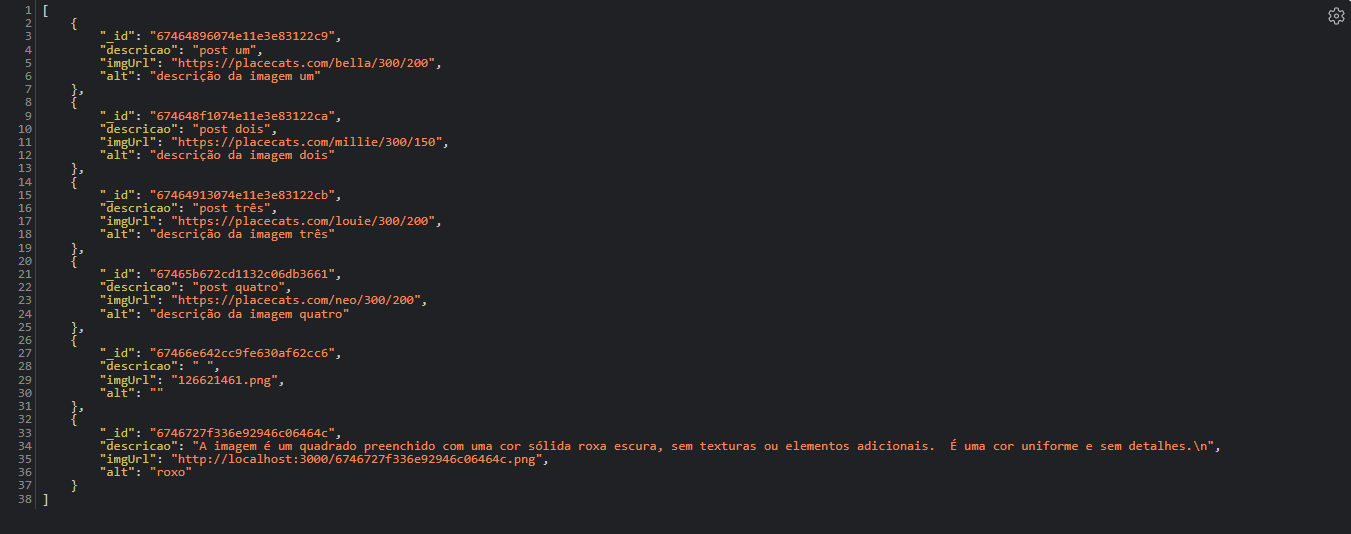 1 [
2     {
3         "_id": "67464896074e11e3e83122c9",
4         "descricao": "post um",
5         "imgUrl": "https://placecats.com/bella/300/200",
6         "alt": "descrição da imagem um"
7     },
8     {
9         "_id": "674648f1074e11e3e83122ca",
10         "descricao": "post dois",
11         "imgUrl": "https://placecats.com/millie/300/150",
12         "alt": "descrição da imagem dois"
13     },
14     {
15         "_id": "67464913074e11e3e83122cb",
16         "descricao": "post três",
17         "imgUrl": "https://placecats.com/louie/300/200",
18         "alt": "descrição da imagem três"
19     },
20     {
21         "_id": "67465b672cd1132c06db3661",
22         "descricao": "post quatro",
23         "imgUrl": "https://placecats.com/neo/300/200",
24         "alt": "descrição da imagem quatro"
25     },
26     {
27         "_id": "67466e642cc9fe630af62cc6",
28         "descricao": " ",
29         "imgUrl": "126621461.png",
30         "alt": ""
31     },
32     {
33         "_id": "6746727f336e92946c06464c",
34         "descricao": "A imagem é um quadrado preenchido com uma cor sólida roxa escura, sem texturas ou elementos adicionais.  É uma cor uniforme e sem detalhes.\n",
35         "imgUrl": "http://localhost:3000/6746727f336e92946c06464c.png",
36         "alt": "roxo"
37     }
38 ]